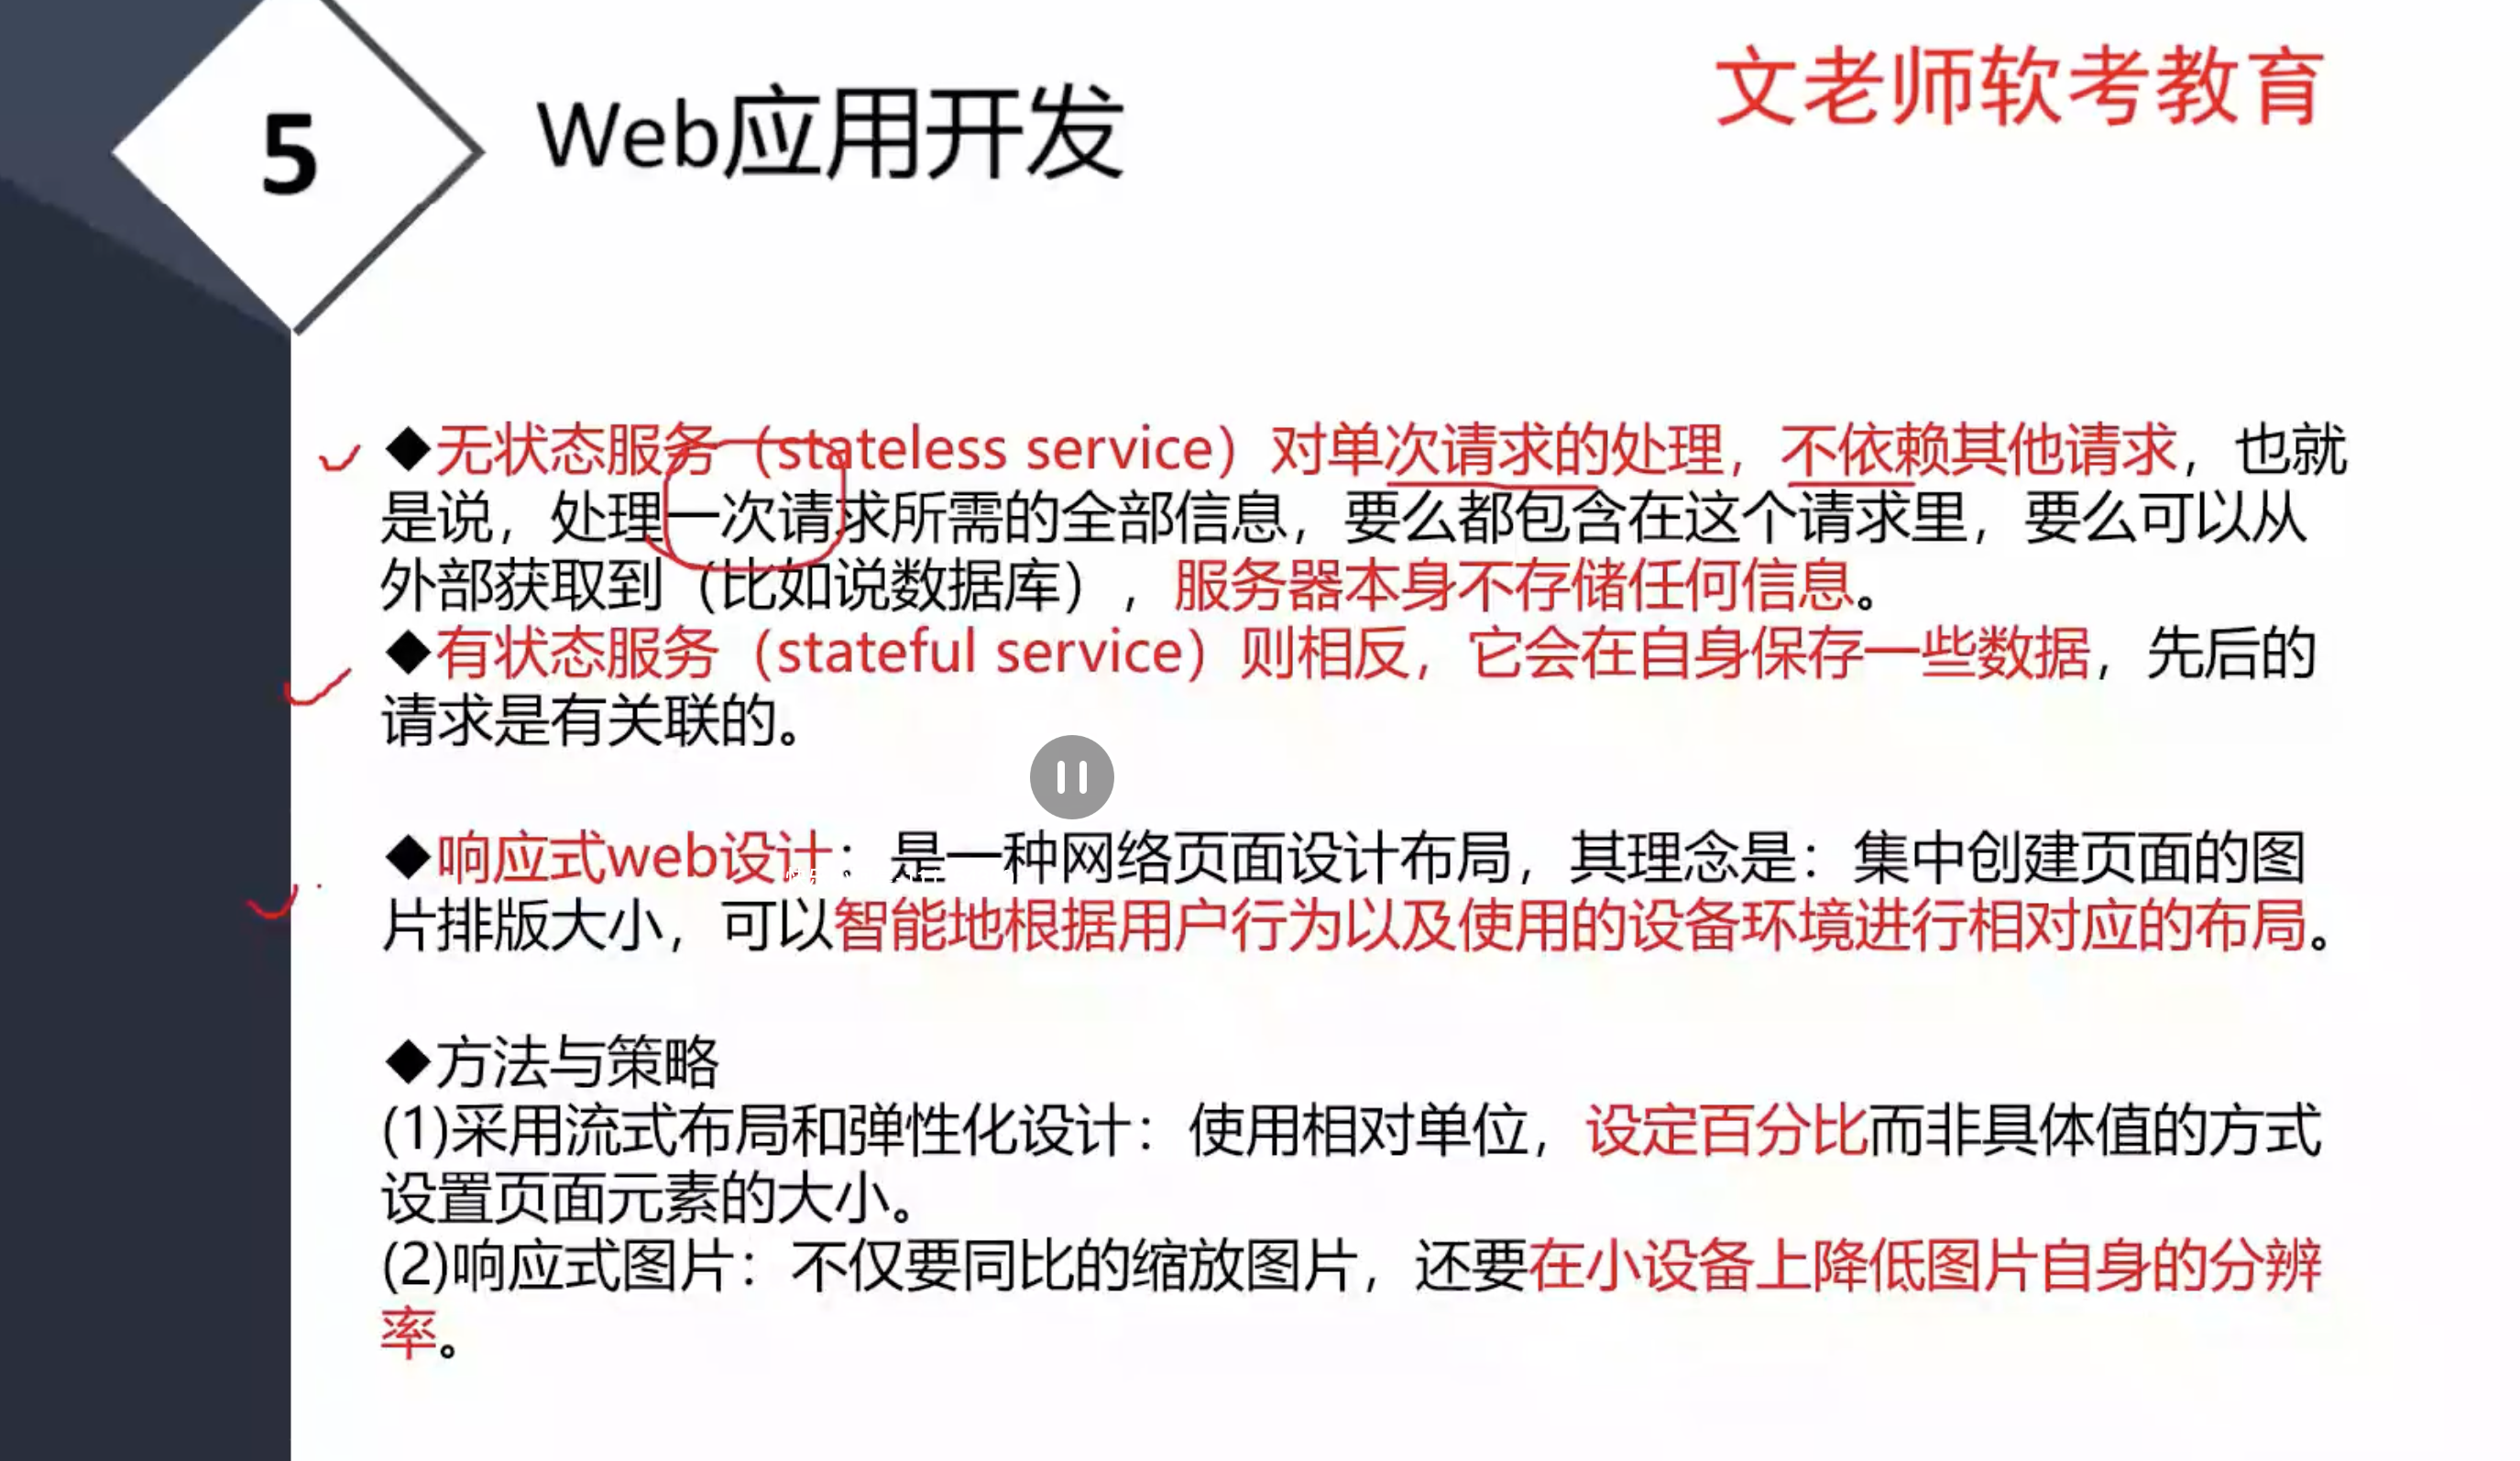 5
Web应用开发
文老师软考教育
◆无状态服务（stateless service）对单次请求的处理，不依赖其他请求，也就
是说，处理一次请求所需的全部信息，要么都包含在这个请求里，要么可以从
外部获取到（比如说数据库），服务器本身不存储任何信息。
◆有状态服务（stateful service）则相反，它会在自身保存一些数据，先后的
请求是有关联的。
◆响应式web设计：是一种网络页面设计布局，其理念是：集中创建页面的图
片排版大小，可以智能地根据用户行为以及使用的设备环境进行相对应的布局。
◆方法与策略
(1)采用流式布局和弹性化设计：使用相对单位，设定百分比而非具体值的方式
设置页面元素的大小。
(2)响应式图片：不仅要同比的缩放图片，还要在小设备上降低图片自身的分辨
率。